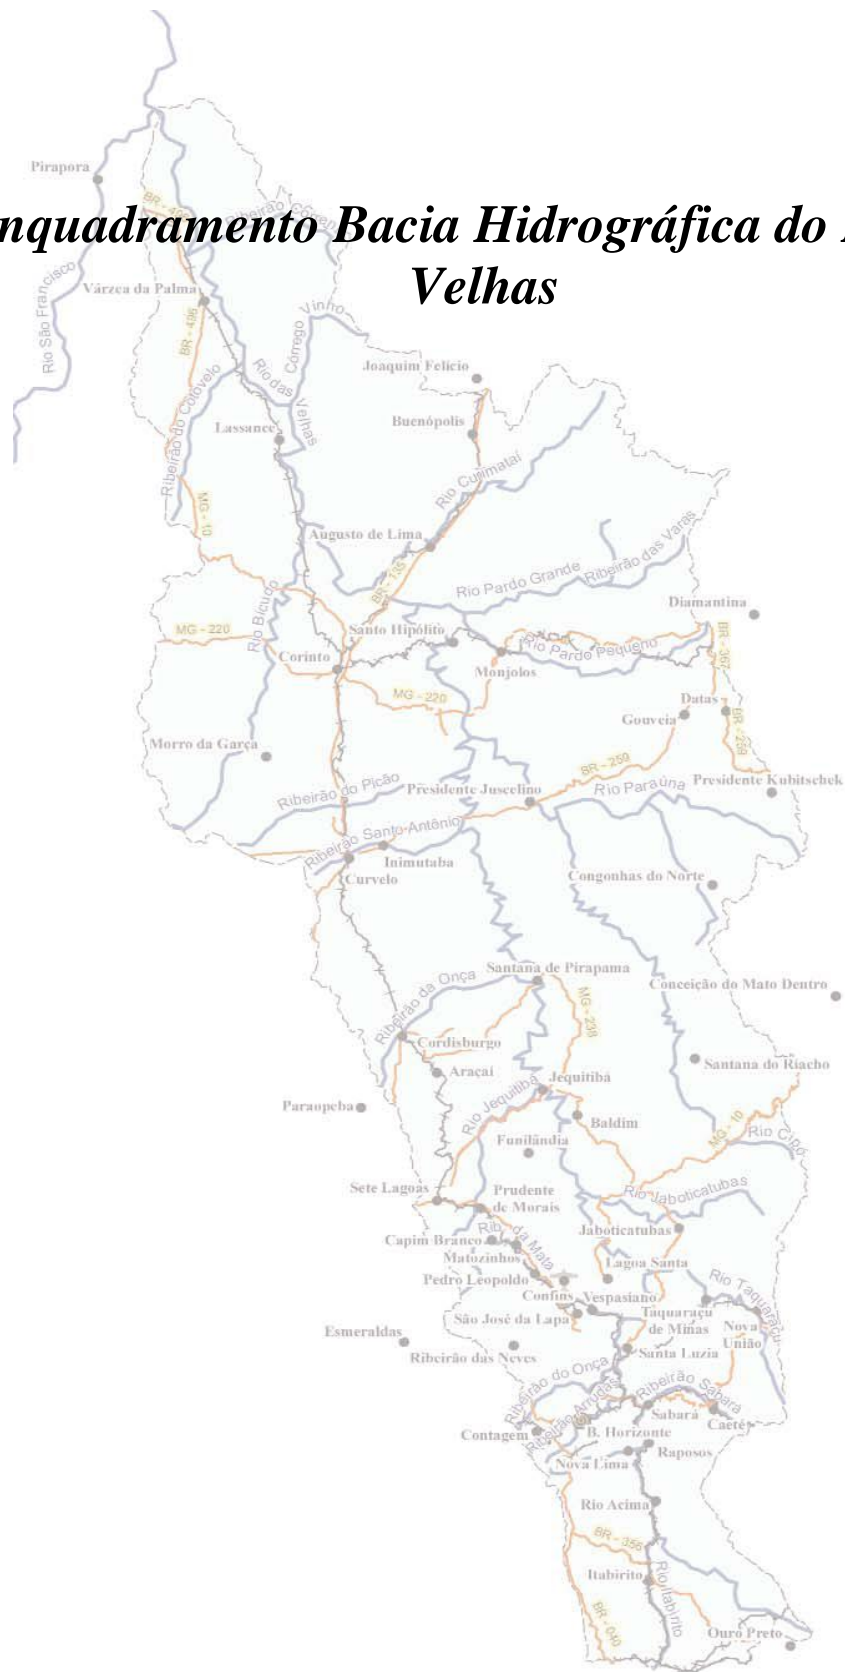 Pirapora
BR - 496
Ribeirão Corrente
nquadramento Bacia Hidrográfica do
Velhas
Rio São Francisco
Várzea da Palma
BR - 496
Córrego Vinho
Rio das Velhas
Joaquim Felício
Ribeirão do Cotovelo
Lassance
Buenópolis
Rio Curimataí
MG - 10
Augusto de Lima
BR - 135
Rio Pardo Grande
Ribeirão das Varas
Diamantina
Rio Bicudo
MG - 220
Santo Hipólito
Corinto
Monjolos
Rio Pardo Pequeno
BR - 367
MG - 220
Datas
Gouveia
BR - 259
Morro da Garça
BR - 259
Ribeirão do Picão
Presidente Juscelino
Rio Paraúna
Presidente Kubitschek
Ribeirão Santo Antônio
Inimutaba
Curvelo
Congonhas do Norte
Santana de Pirapama
Ribeirão da Onça
MG - 238
Conceição do Mato Dentro
Cordisburgo
Araçaí
Santana do Riacho
Jequitibá
Rio Jequitibá
Paraopeba
Baldim
MG - 10
Rio Cipó
Funilândia
Sete Lagoas
Prudente
de Morais
Rio Jaboticatubas
Capim Branco
Rib. da Mata
Jaboticatubas
Matozinhos
Lagoa Santa
Pedro Leopoldo
Confins
Vespasiano
Rio Taquaraçu
São José da Lapa
Taquaraçu
de Minas
Nova
União
Esmeraldas
Ribeirão das Neves
Santa Luzia
Ribeirão do Onça
Ribeirão Arrudas
Ribeirão Sabará
Sabará
Caeté
Contagem
B. Horizonte
Raposos
Nova Lima
Rio Acima
BR - 356
Itabirito
Rio Itabirito
BR - 040
Ouro Preto